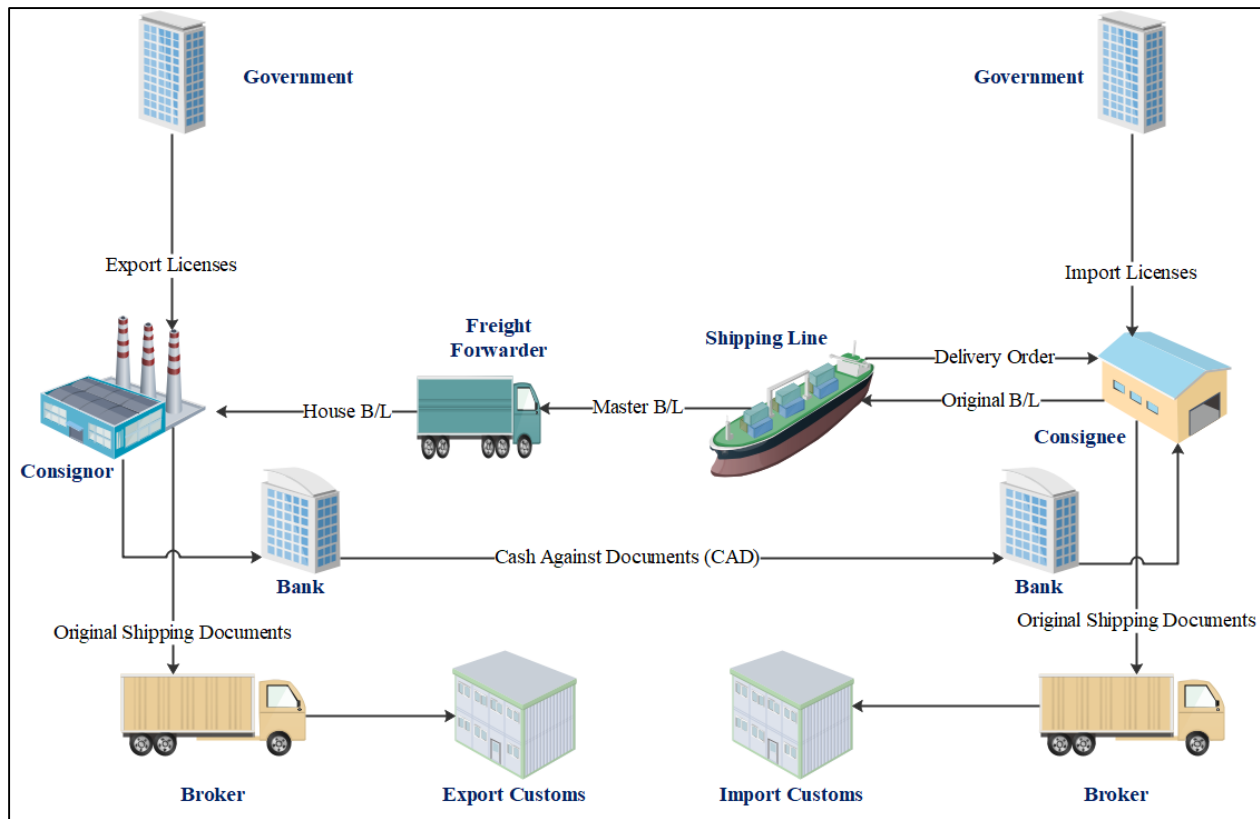 Government
Government
Export Licenses
Import Licenses
Freight
Forwarder
Shipping Line
Delivery Order
House B/L
Master B/L
Original B/L
Consignor
Consignee
Cash Against Documents (CAD)
Bank
Bank
Original Shipping Documents
Original Shipping Documents
Broker
Export Customs
Import Customs
Broker